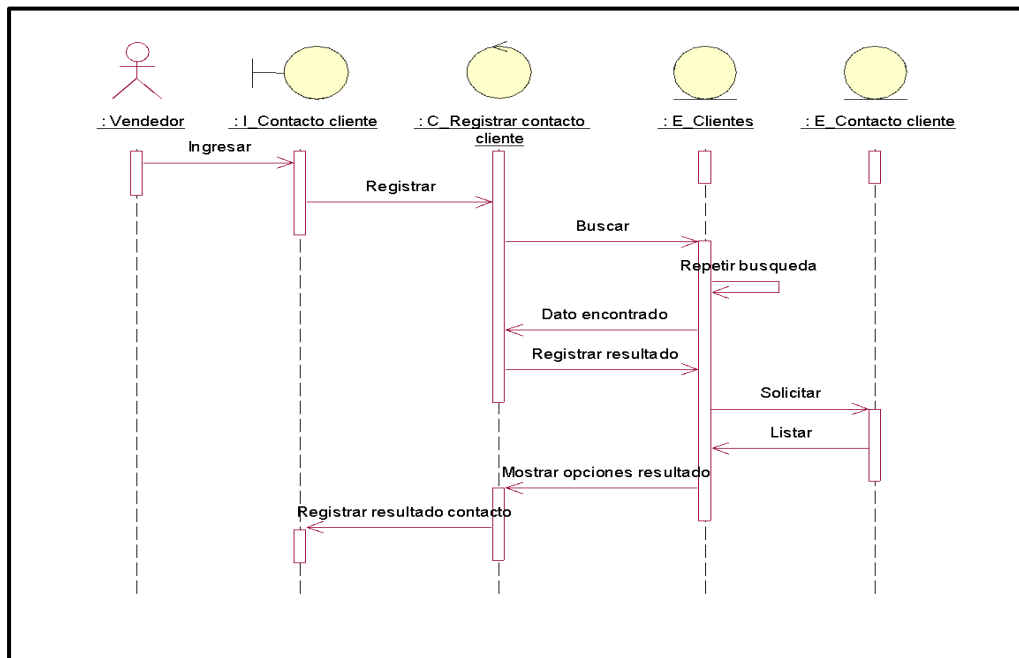 : Vendedor
: I_Contacto cliente
: C_Registrar contacto
cliente
: E_Clientes
: E_Contacto cliente
Ingresar
Registrar
Buscar
Repetir busqueda
Dato encontrado
Registrar resultado
Solicitar
Listar
Mostrar opciones resultado
Registrar resultado contacto